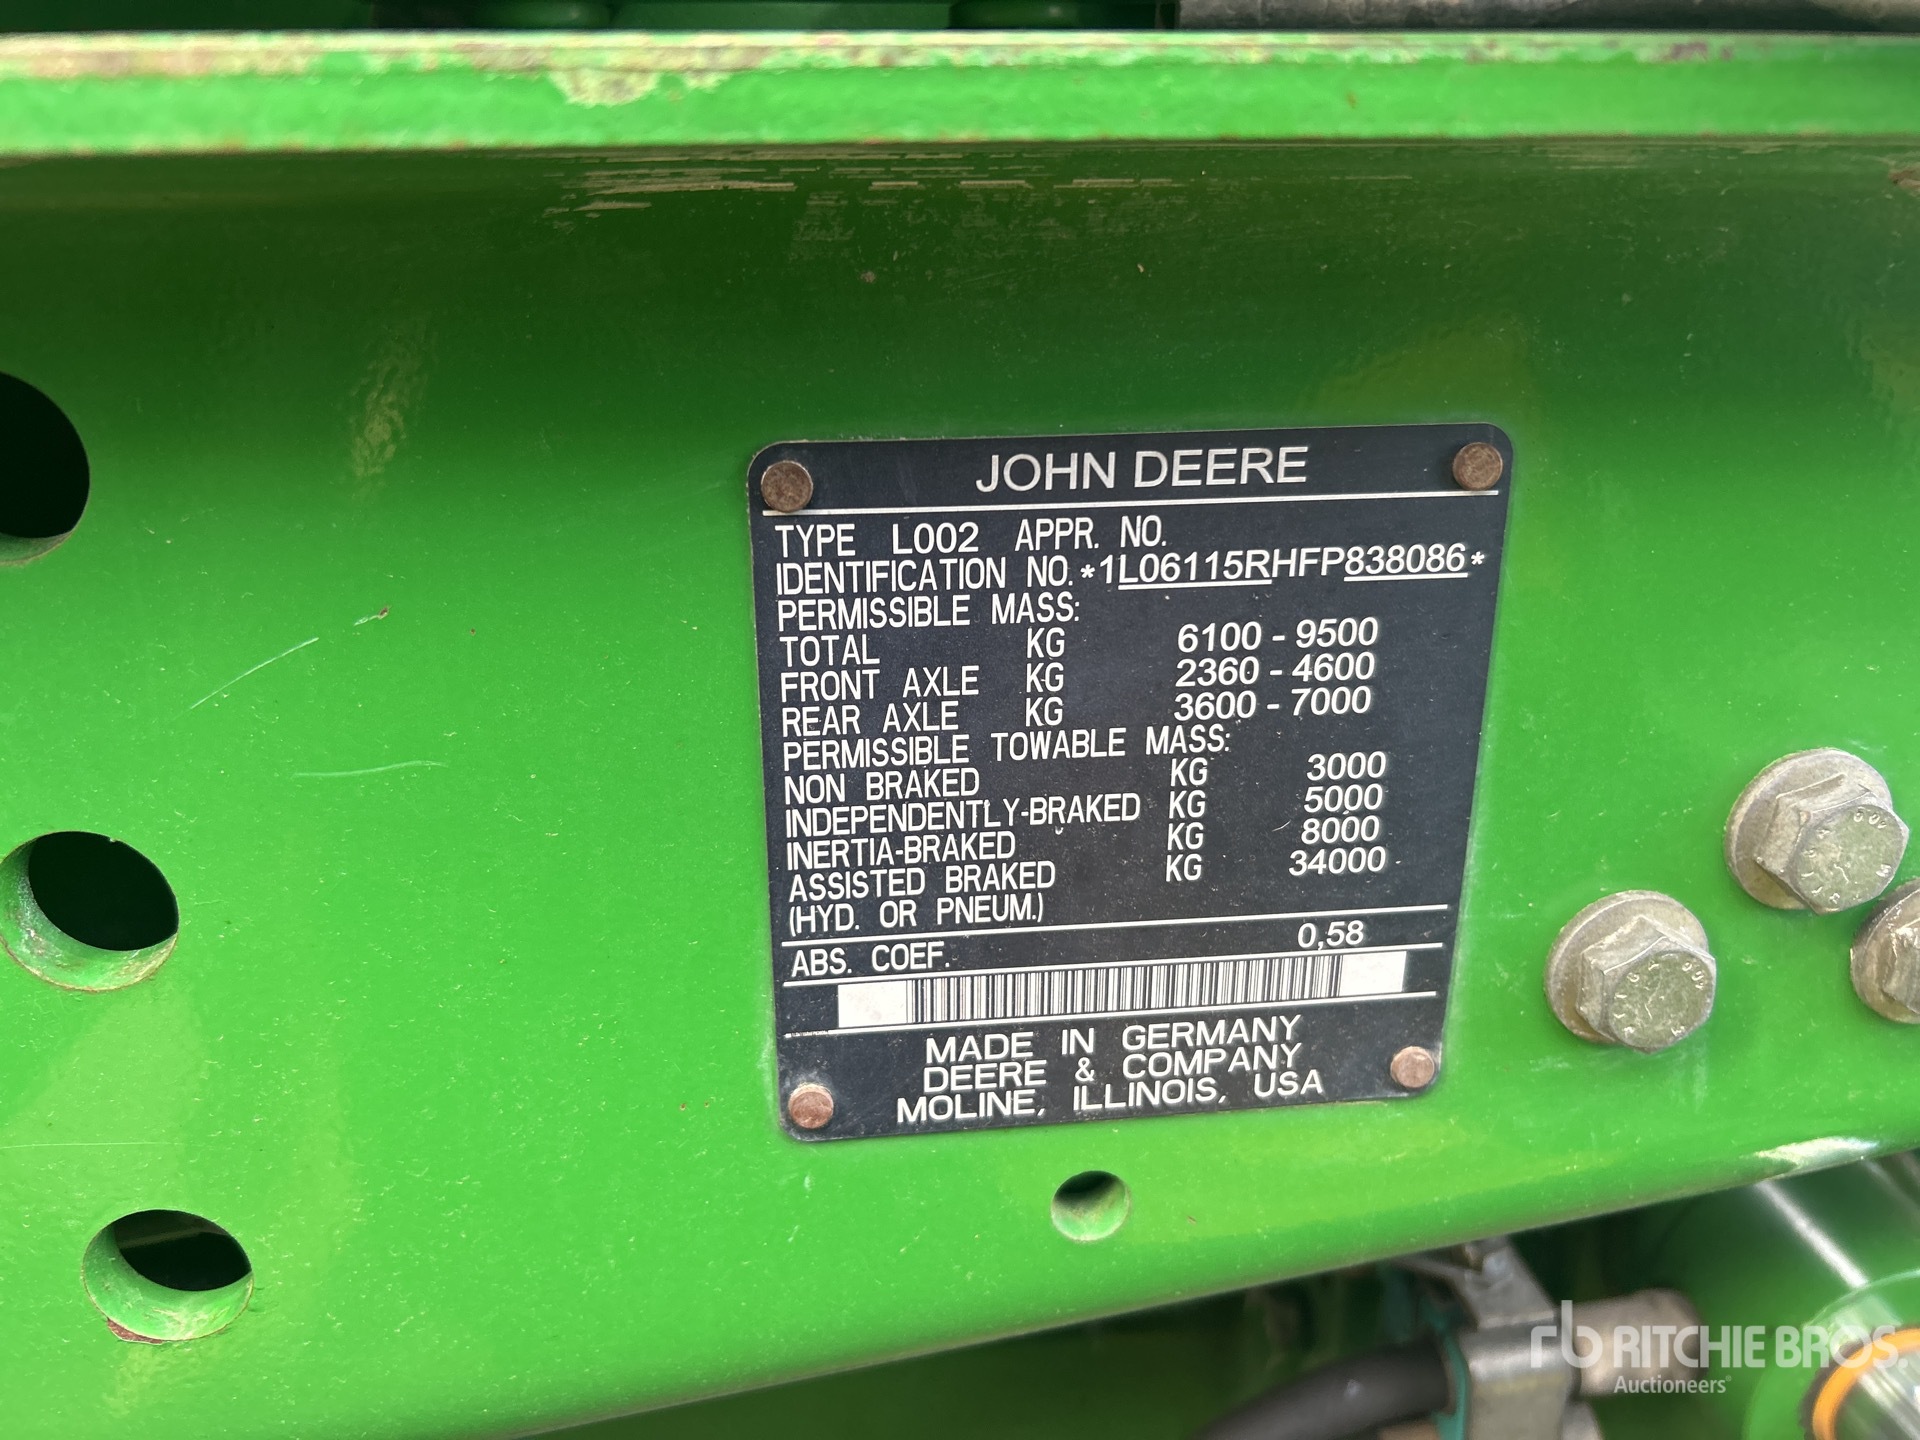 JOHN DEERE
TYPE L002 APPR. NO.
IDENTIFICATION NO. *1L06115RHFP838086*
PERMISSIBLE MASS:
TOTAL KG 6100 - 9500
FRONT AXLE KG 2360 - 4600
REAR AXLE KG 3600 - 7000
PERMISSIBLE TOWABLE MASS:
NON BRAKED KG 3000
INDEPENDENTLY-BRAKED KG 5000
INERTIA-BRAKED KG 8000
ASSISTED BRAKED KG 34000
(HYD. OR PNEUM.)
ABS. COEF. 0,58
MADE IN GERMANY
DEERE & COMPANY
MOLINE, ILLINOIS, USA
rb RITCHIE BROS.
Auctioneers